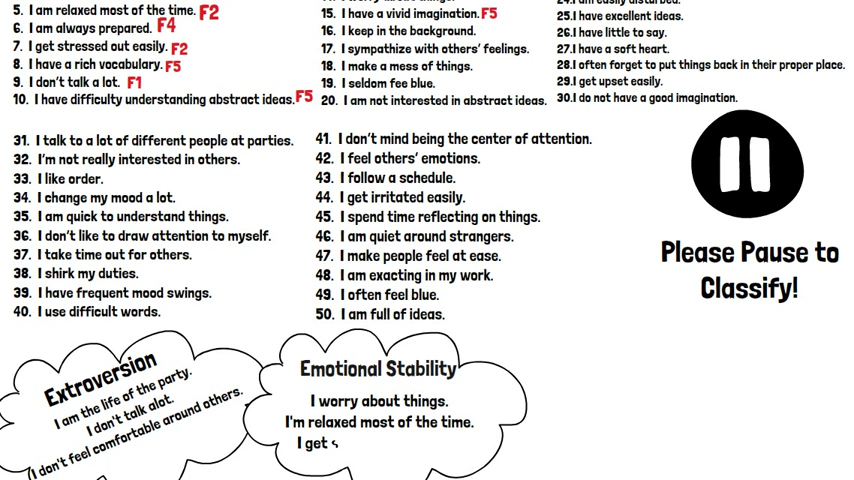 5. I am relaxed most of the time. F2
6. I am always prepared. F4
7. I get stressed out easily. F2
8. I have a rich vocabulary. F5
9. I don't talk a lot. F1
10. I have difficulty understanding abstract ideas. F5
15. I have a vivid imagination. F5
16. I keep in the background.
17. I sympathize with others' feelings.
18. I make a mess of things.
19. I seldom fee blue.
20. I am not interested in abstract ideas.
25. I have excellent ideas.
26. I have little to say.
27. I have a soft heart.
28. I often forget to put things back in their proper place.
29. I get upset easily.
30. I do not have a good imagination.
31. I talk to a lot of different people at parties.
32. I'm not really interested in others.
33. I like order.
34. I change my mood a lot.
35. I am quick to understand things.
36. I don't like to draw attention to myself.
37. I take time out for others.
38. I shirk my duties.
39. I have frequent mood swings.
40. I use difficult words.
41. I don't mind being the center of attention.
42. I feel others' emotions.
43. I follow a schedule.
44. I get irritated easily.
45. I spend time reflecting on things.
46. I am quiet around strangers.
47. I make people feel at ease.
48. I am exacting in my work.
49. I often feel blue.
50. I am full of ideas.
Please Pause to
Classify!
Extroversion
I am the life of the party.
I don't talk alot.
I don't feel comfortable around others.
Emotional Stability
I worry about things.
I'm relaxed most of the time.
I get